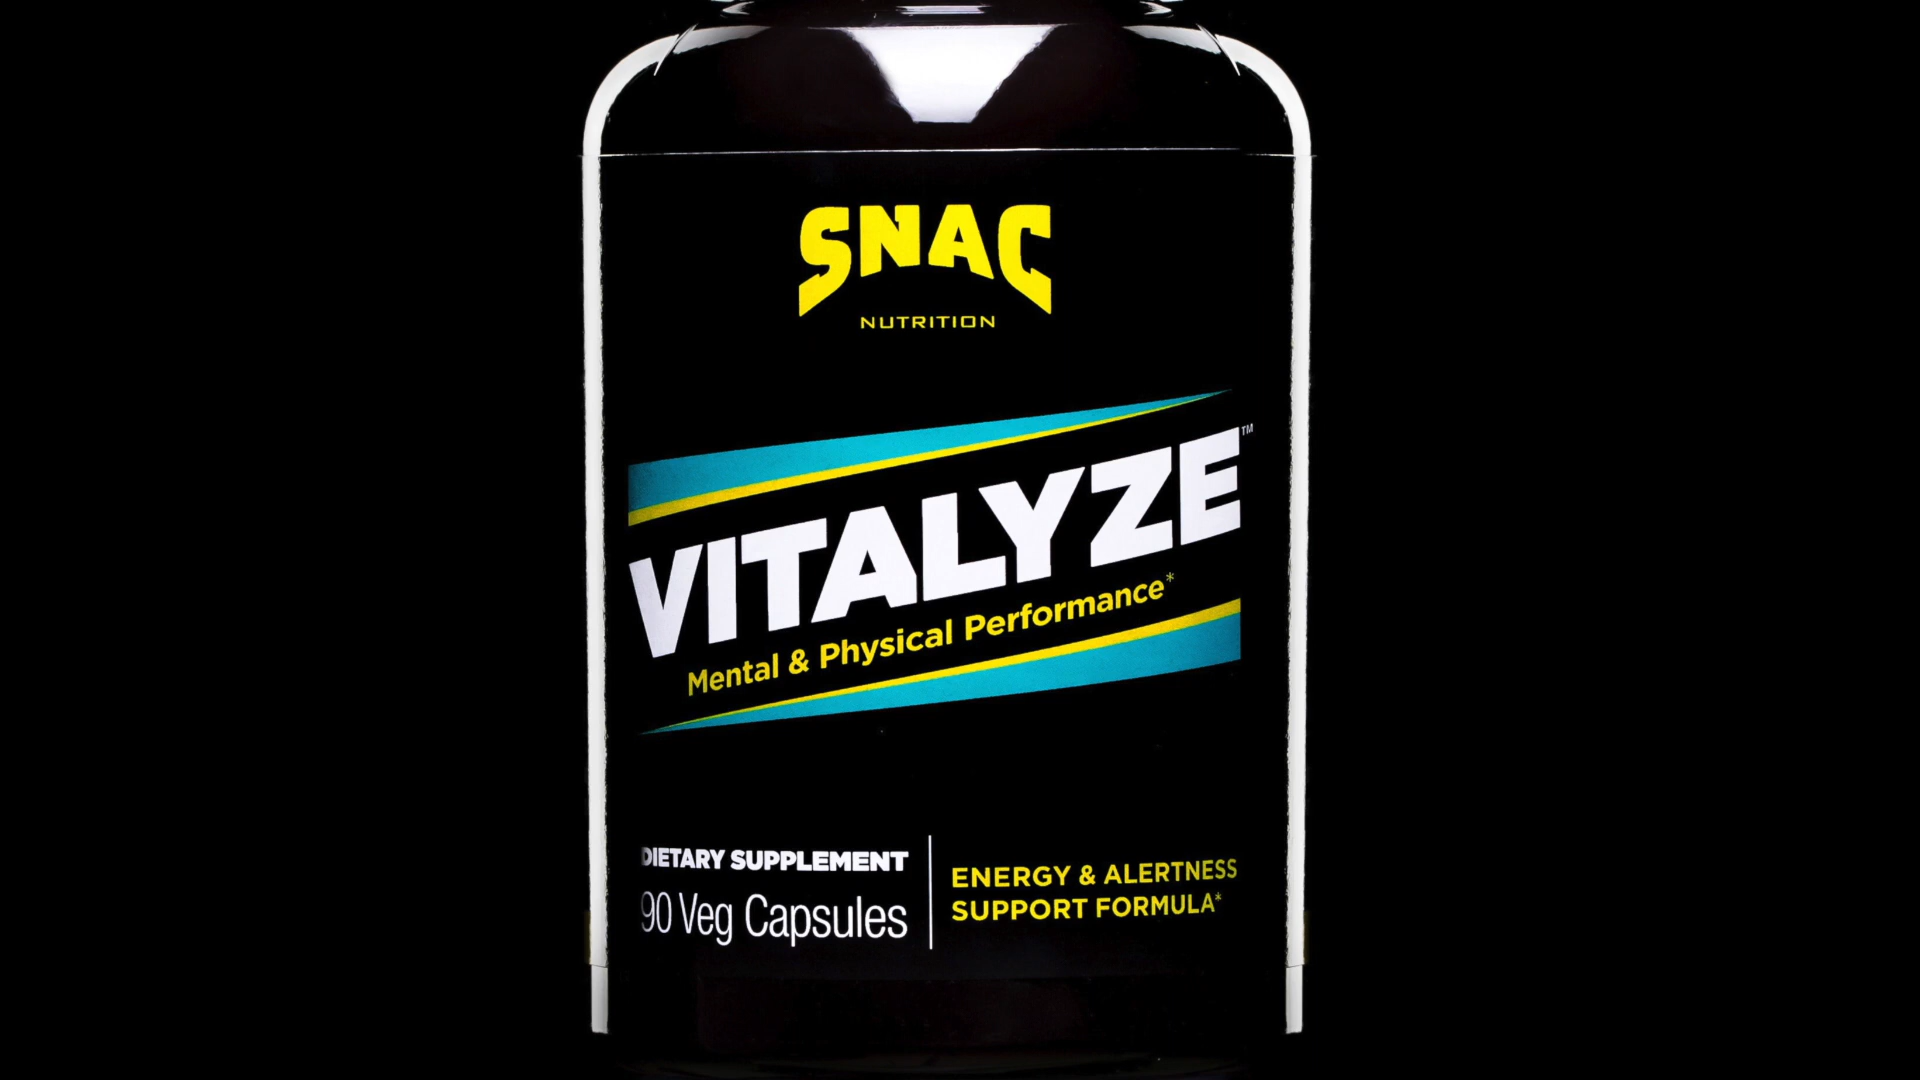 SNAC
NUTRITION
VITALYZE™
Mental & Physical Performance*
DIETARY SUPPLEMENT
90 Veg Capsules
ENERGY & ALERTNESS
SUPPORT FORMULA*